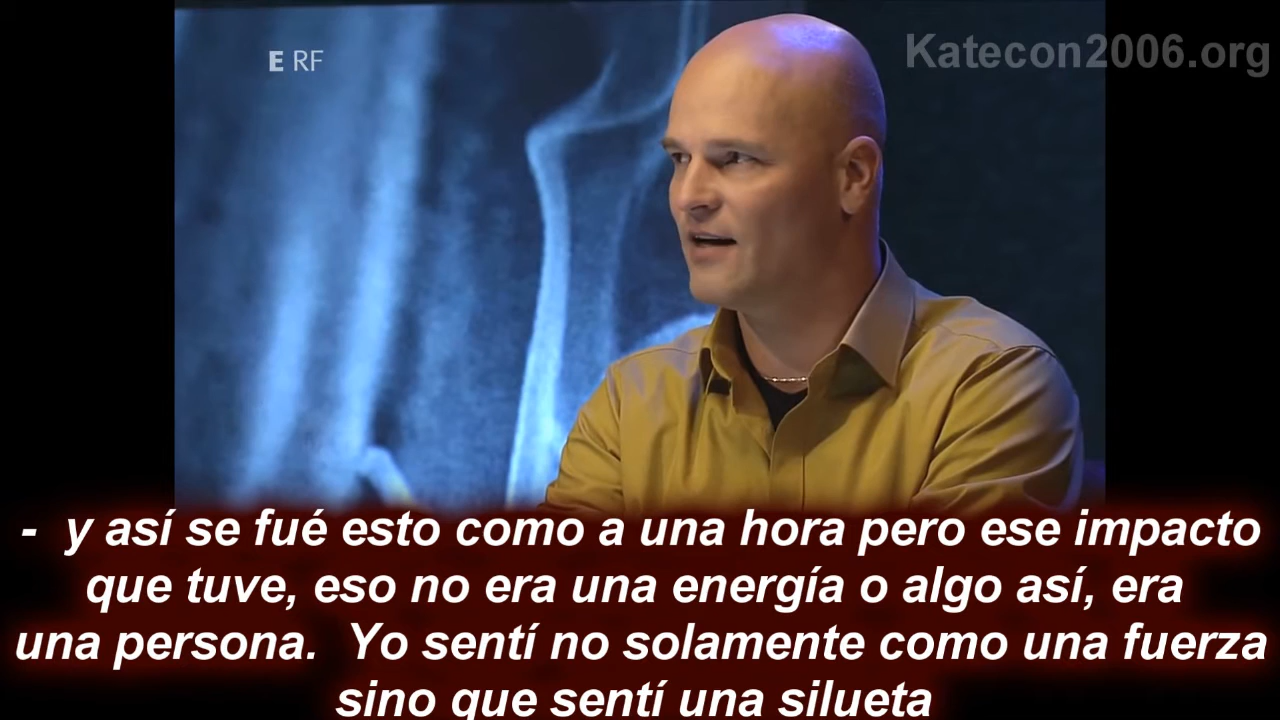 E RF
Katecon2006.org
- y así se fué esto como a una hora pero ese impacto
que tuve, eso no era una energía o algo así, era
una persona. Yo sentí no solamente como una fuerza
sino que sentí una silueta